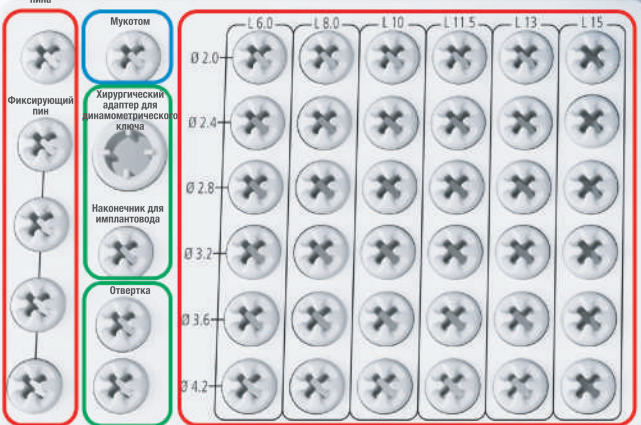 пина
Мукотом
Фиксирующий
пин
Хирургический
адаптер для
динамометрического
ключа
Наконечник для
имплантовода
Отвертка
L 6.0 L 8.0 L 10 L 11.5 L 13 L 15
Ø 2.0
Ø 2.4
Ø 2.8
Ø 3.2
Ø 3.6
Ø 4.2